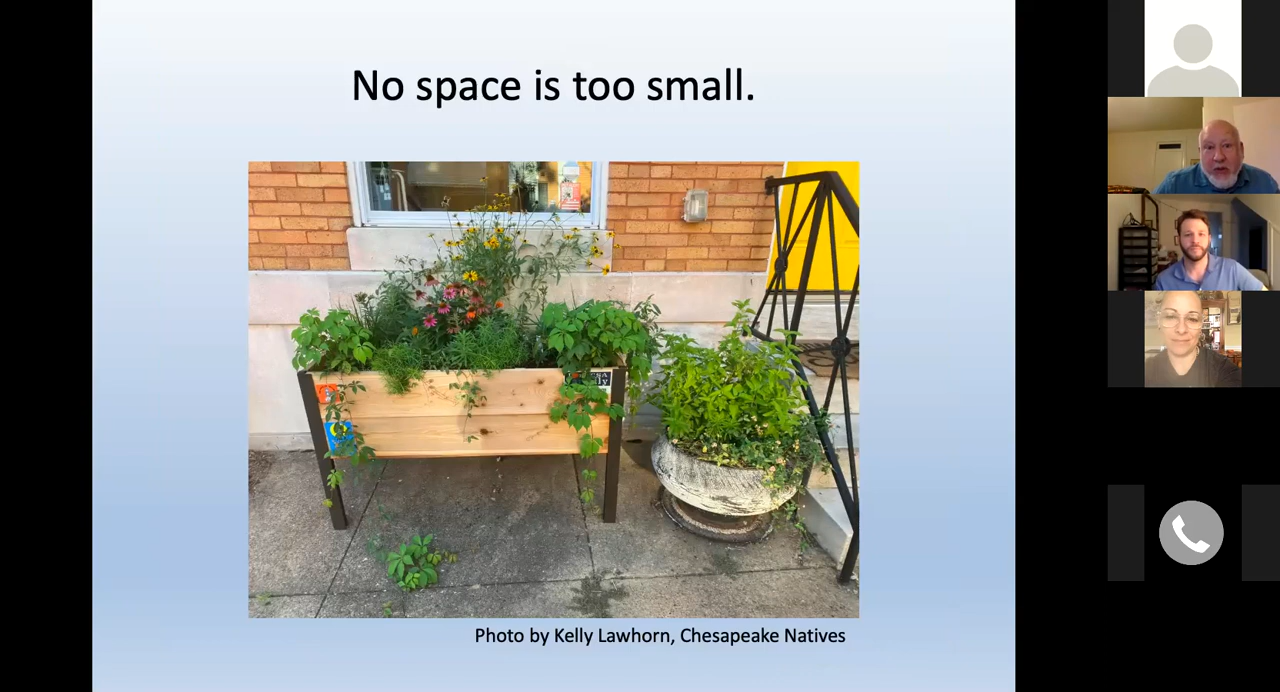 No space is too small.
Photo by Kelly Lawhorn, Chesapeake Natives